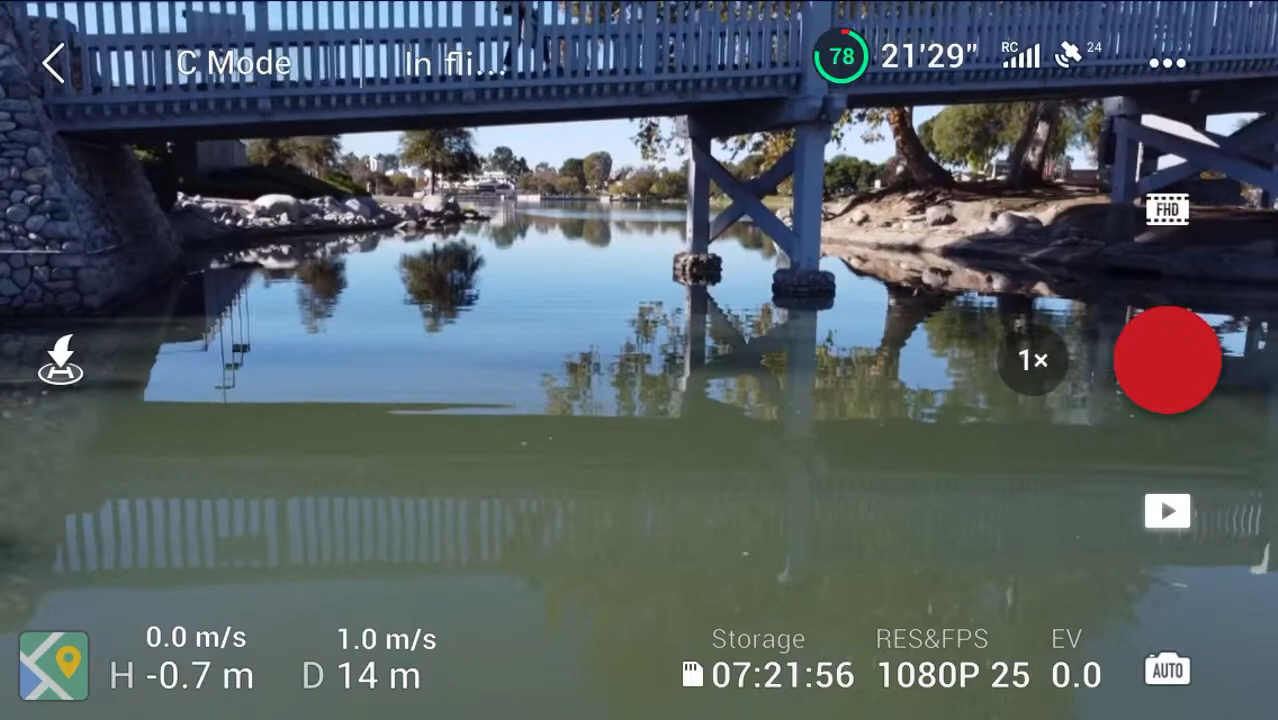 C Mode In fli... 78 21'29" RC 24
FHD
1×
0.0 m/s 1.0 m/s
H -0.7 m D 14 m
Storage RES&FPS EV
07:21:56 1080P 25 0.0
AUTO